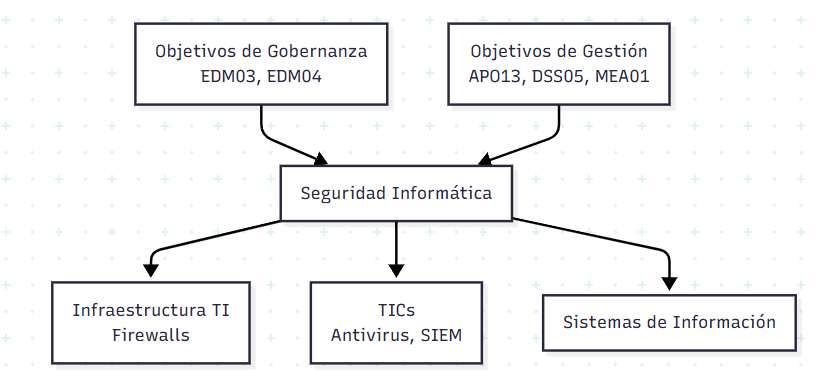 Objetivos de Gobernanza
EDM03, EDM04
Objetivos de Gestión
APO13, DSS05, MEA01
Seguridad Informática
Infraestructura TI
Firewalls
TICs
Antivirus, SIEM
Sistemas de Información